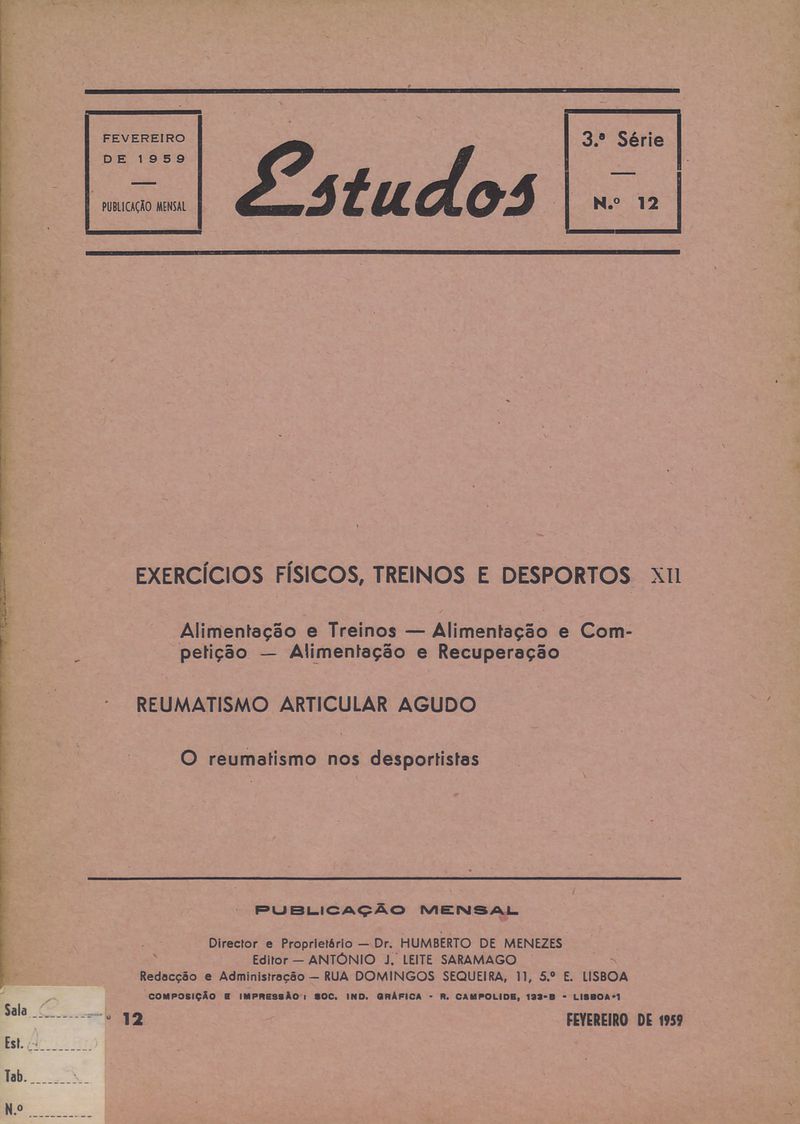 FEVEREIRO
DE 1959
PUBLICAÇÃO MENSAL
Estudos
3.ª Série
N.º 12
EXERCÍCIOS FÍSICOS, TREINOS E DESPORTOS XII
Alimentação e Treinos — Alimentação e Com-
petição — Alimentação e Recuperação
REUMATISMO ARTICULAR AGUDO
O reumatismo nos desportistas
PUBLICAÇÃO MENSAL
Director e Proprietário — Dr. HUMBERTO DE MENEZES
Editor — ANTÓNIO J. LEITE SARAMAGO
Redacção e Administração — RUA DOMINGOS SEQUEIRA, 11, 5.º E. LISBOA
COMPOSIÇÃO E IMPRESSÃO: SOC. IND. GRÁFICA - R. CAMPOLIDE, 133-B - LISBOA-1
º 12
FEVEREIRO DE 1959
Sala
Est.
Tab.
N.º